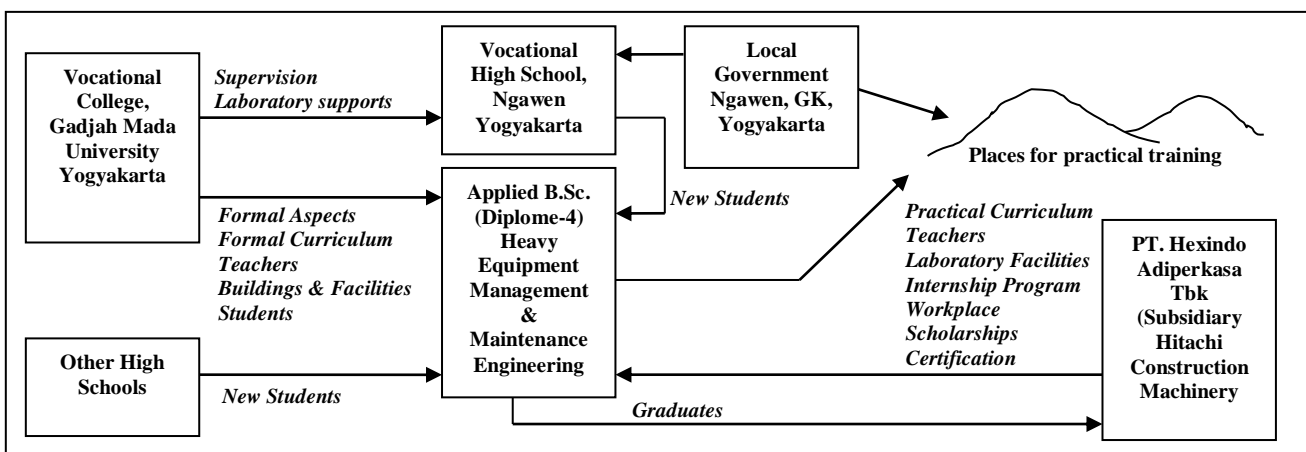 Vocational
College,
Gadjah Mada
University
Yogyakarta
Supervision
Laboratory supports
Vocational
High School,
Ngawen
Yogyakarta
Local
Government
Ngawen, GK,
Yogyakarta
Places for practical training
Formal Aspects
Formal Curriculum
Teachers
Buildings & Facilities
Students
Applied B.Sc.
(Diplome-4)
Heavy
Equipment
Management
&
Maintenance
Engineering
New Students
Practical Curriculum
Teachers
Laboratory Facilities
Internship Program
Workplace
Scholarships
Certification
PT. Hexindo
Adiperkasa
Tbk
(Subsidiary
Hitachi
Construction
Machinery
Other High
Schools
New Students
Graduates